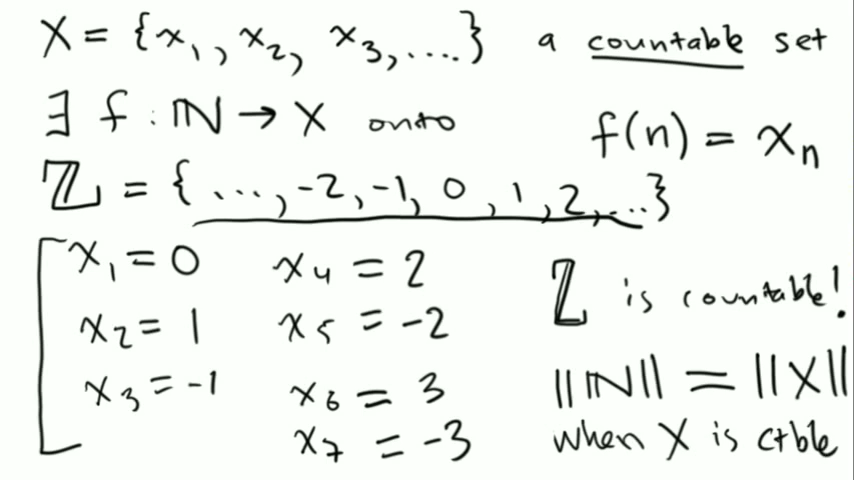 X = {x₁, x₂, x₃, ....} a countable set
∃ f : ℕ → X onto
f(n) = xₙ
ℤ = { ..., -2, -1, 0, 1, 2, ...}
x₁ = 0
x₂ = 1
x₃ = -1
x₄ = 2
x₅ = -2
x₆ = 3
x₇ = -3
ℤ is countable!
||ℕ|| = ||X||
when X is ctble